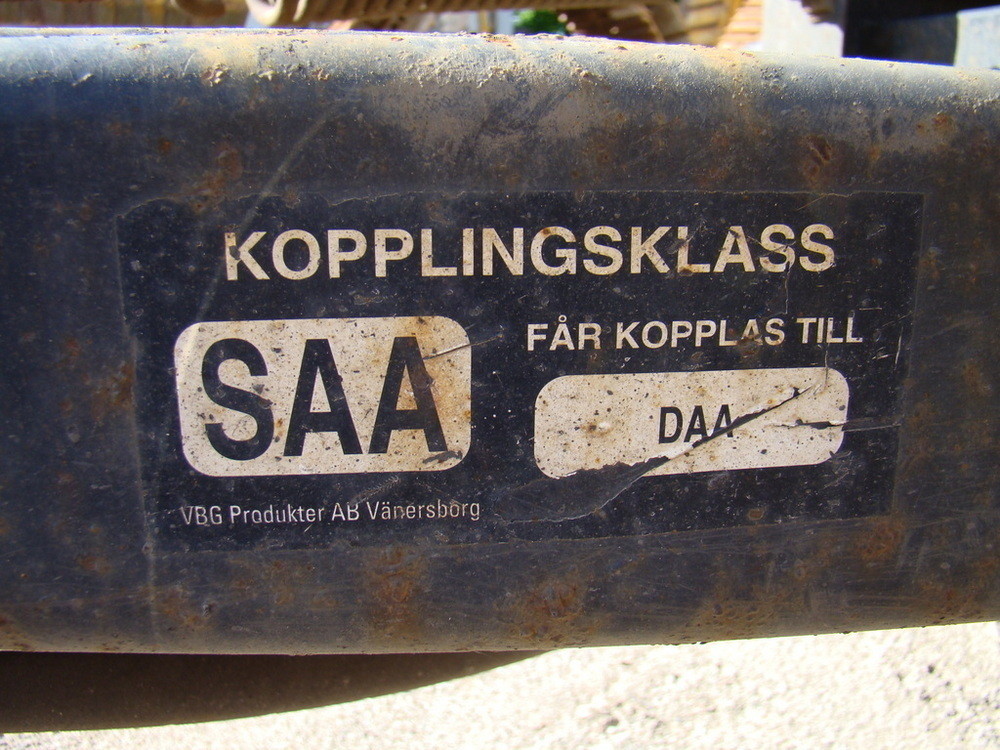 KOPPLINGSKLASS
SAA
FÅR KOPPLAS TILL
DAA
VBG Produkter AB Vänersborg